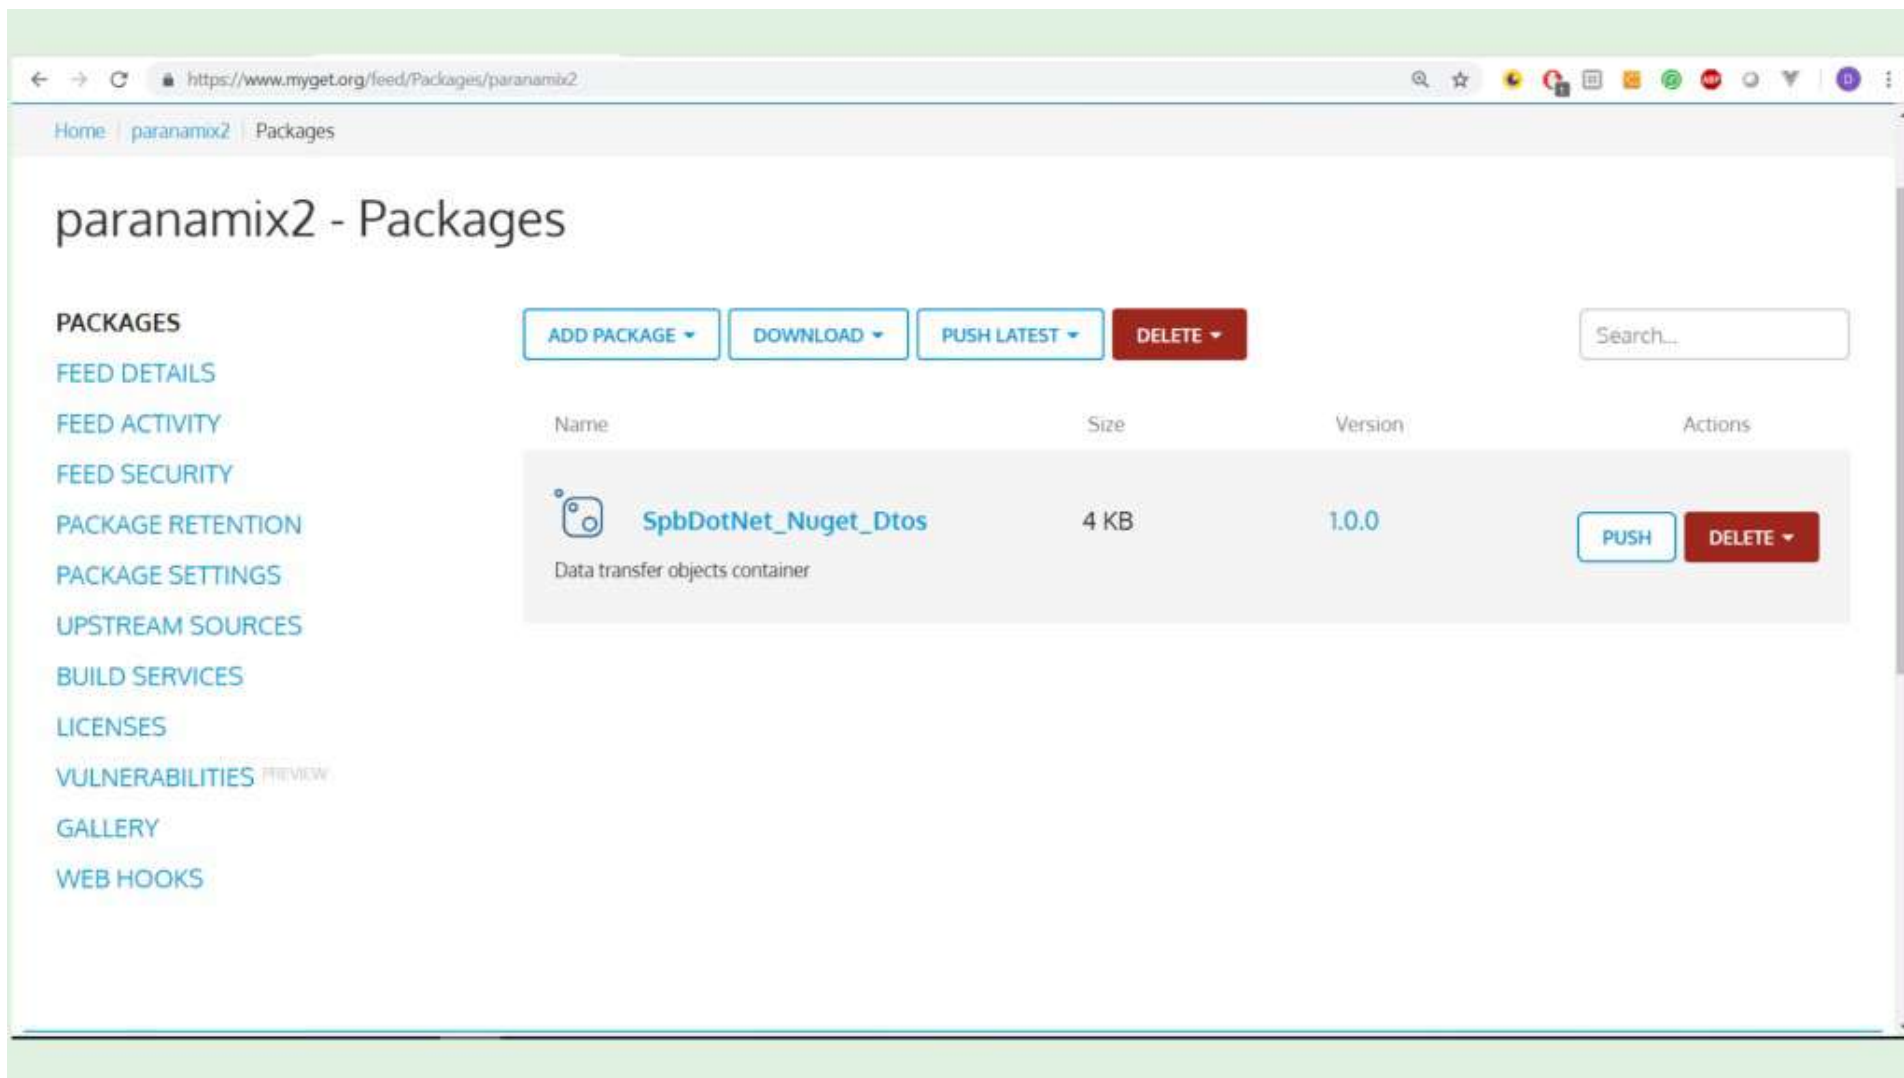 https://www.myget.org/feed/Packages/paranamix2
Home paranamix2 Packages
paranamix2 - Packages
PACKAGES
FEED DETAILS
FEED ACTIVITY
FEED SECURITY
PACKAGE RETENTION
PACKAGE SETTINGS
UPSTREAM SOURCES
BUILD SERVICES
LICENSES
VULNERABILITIES PREVIEW
GALLERY
WEB HOOKS
ADD PACKAGE DOWNLOAD PUSH LATEST DELETE Search...
Name Size Version Actions
SpbDotNet_Nuget_Dtos 4 KB 1.0.0 PUSH DELETE
Data transfer objects container